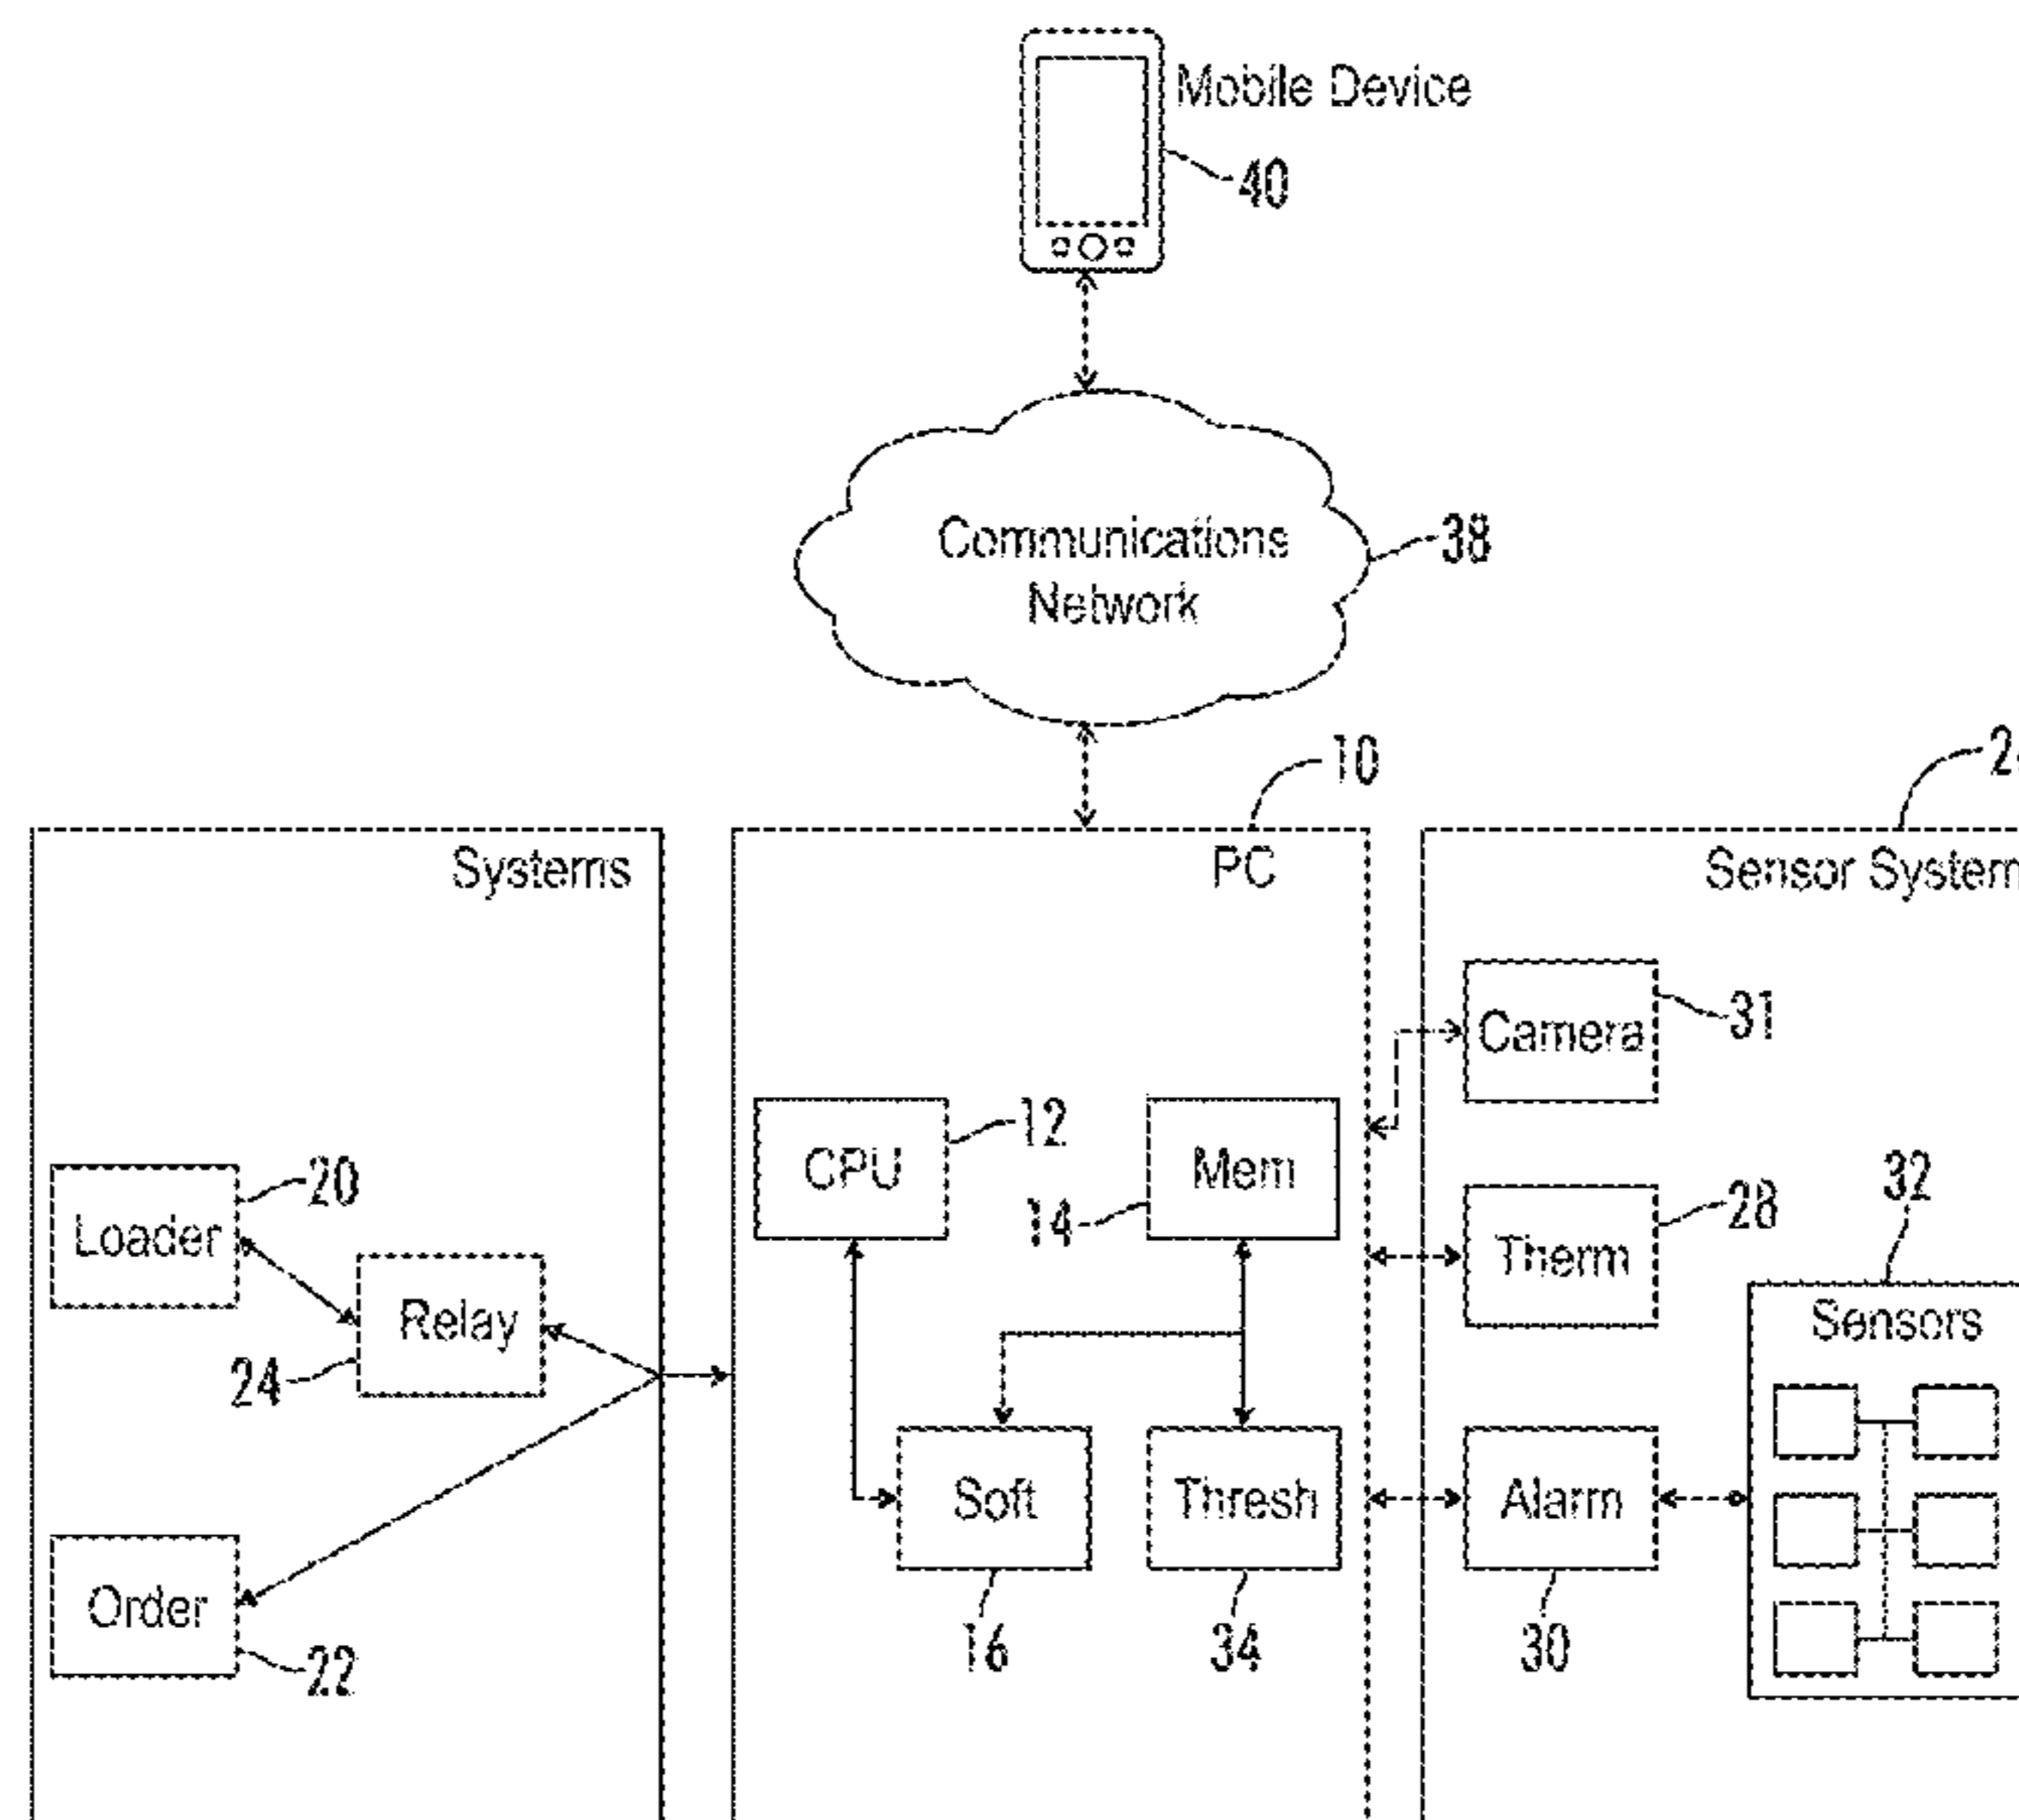 Mobile Device
40
Communications
Network
38
10
Systems
PC
Sensor System
Camera
31
CPU
12
Mem
14
Loader
20
Therm
28
32
Relay
24
Sensors
Soft
16
Thresh
34
Alarm
30
Order
22